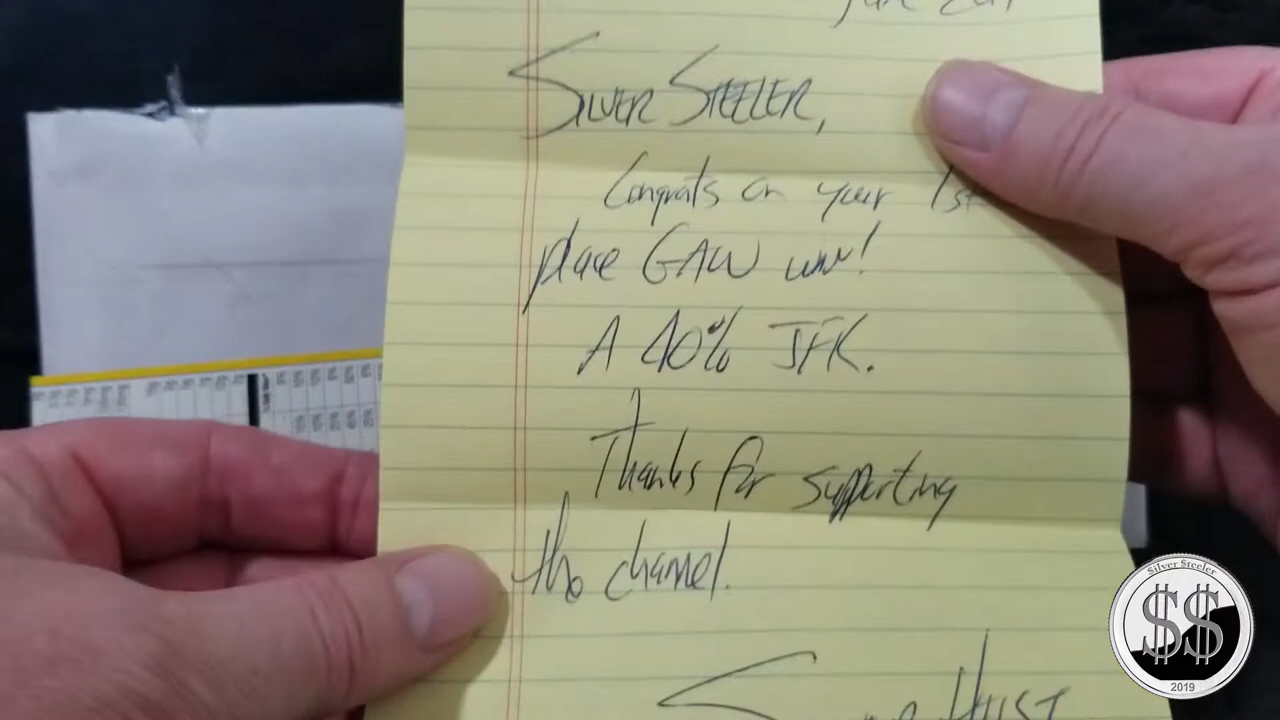 SILVER STEELER,
Congrats on your 1st
place GAW win!
A 40% JFK.
Thanks for supporting
the channel.
Silver Steeler
$$
2019